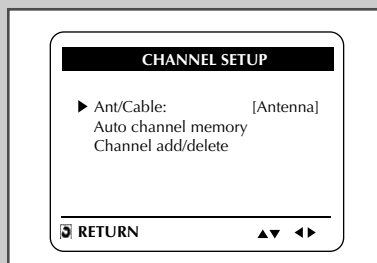 CHANNEL SETUP
▶ Ant/Cable: [Antenna]
Auto channel memory
Channel add/delete
RETURN ▲▼ ◀▶